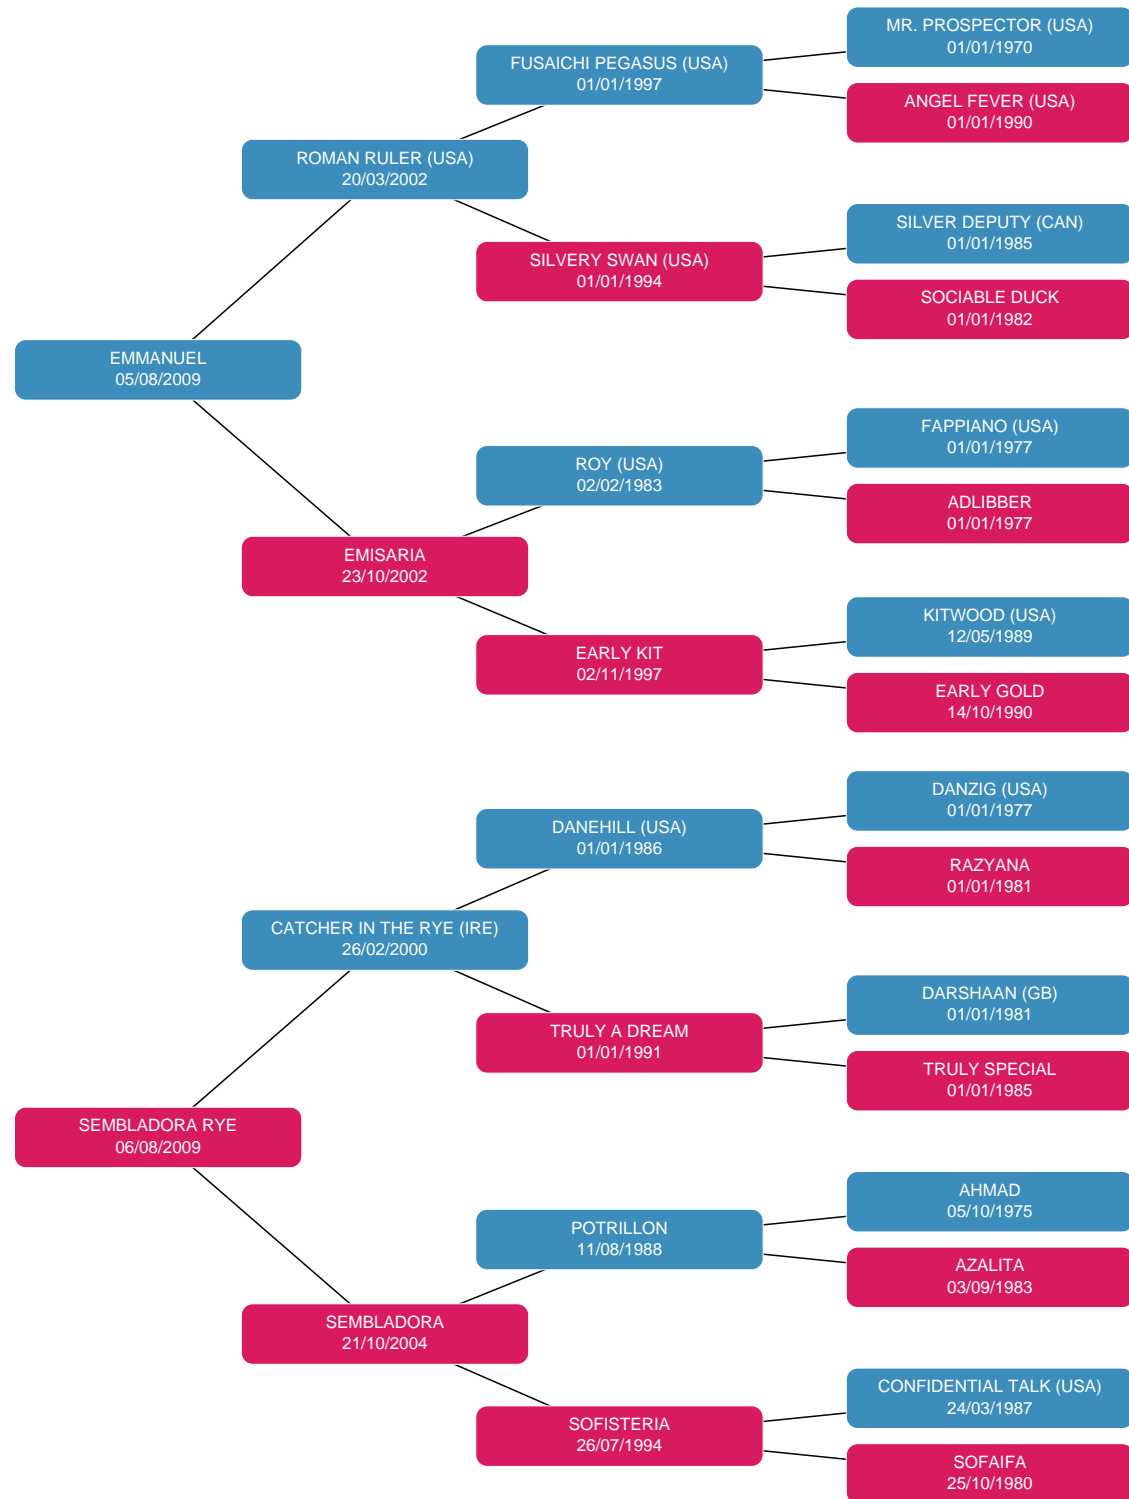 MR. PROSPECTOR (USA)
01/01/1970
FUSAICHI PEGASUS (USA)
01/01/1997
ANGEL FEVER (USA)
01/01/1990
ROMAN RULER (USA)
20/03/2002
SILVER DEPUTY (CAN)
01/01/1985
SILVERY SWAN (USA)
01/01/1994
SOCIABLE DUCK
01/01/1982
EMMANUEL
05/08/2009
FAPPIANO (USA)
01/01/1977
ROY (USA)
02/02/1983
ADLIBBER
01/01/1977
EMISARIA
23/10/2002
KITWOOD (USA)
12/05/1989
EARLY KIT
02/11/1997
EARLY GOLD
14/10/1990
DANZIG (USA)
01/01/1977
DANEHILL (USA)
01/01/1986
RAZYANA
01/01/1981
CATCHER IN THE RYE (IRE)
26/02/2000
DARSHAAN (GB)
01/01/1981
TRULY A DREAM
01/01/1991
TRULY SPECIAL
01/01/1985
SEMBLADORA RYE
06/08/2009
AHMAD
05/10/1975
POTRILLON
11/08/1988
AZALITA
03/09/1983
SEMBLADORA
21/10/2004
CONFIDENTIAL TALK (USA)
24/03/1987
SOFISTERIA
26/07/1994
SOFAIFA
25/10/1980